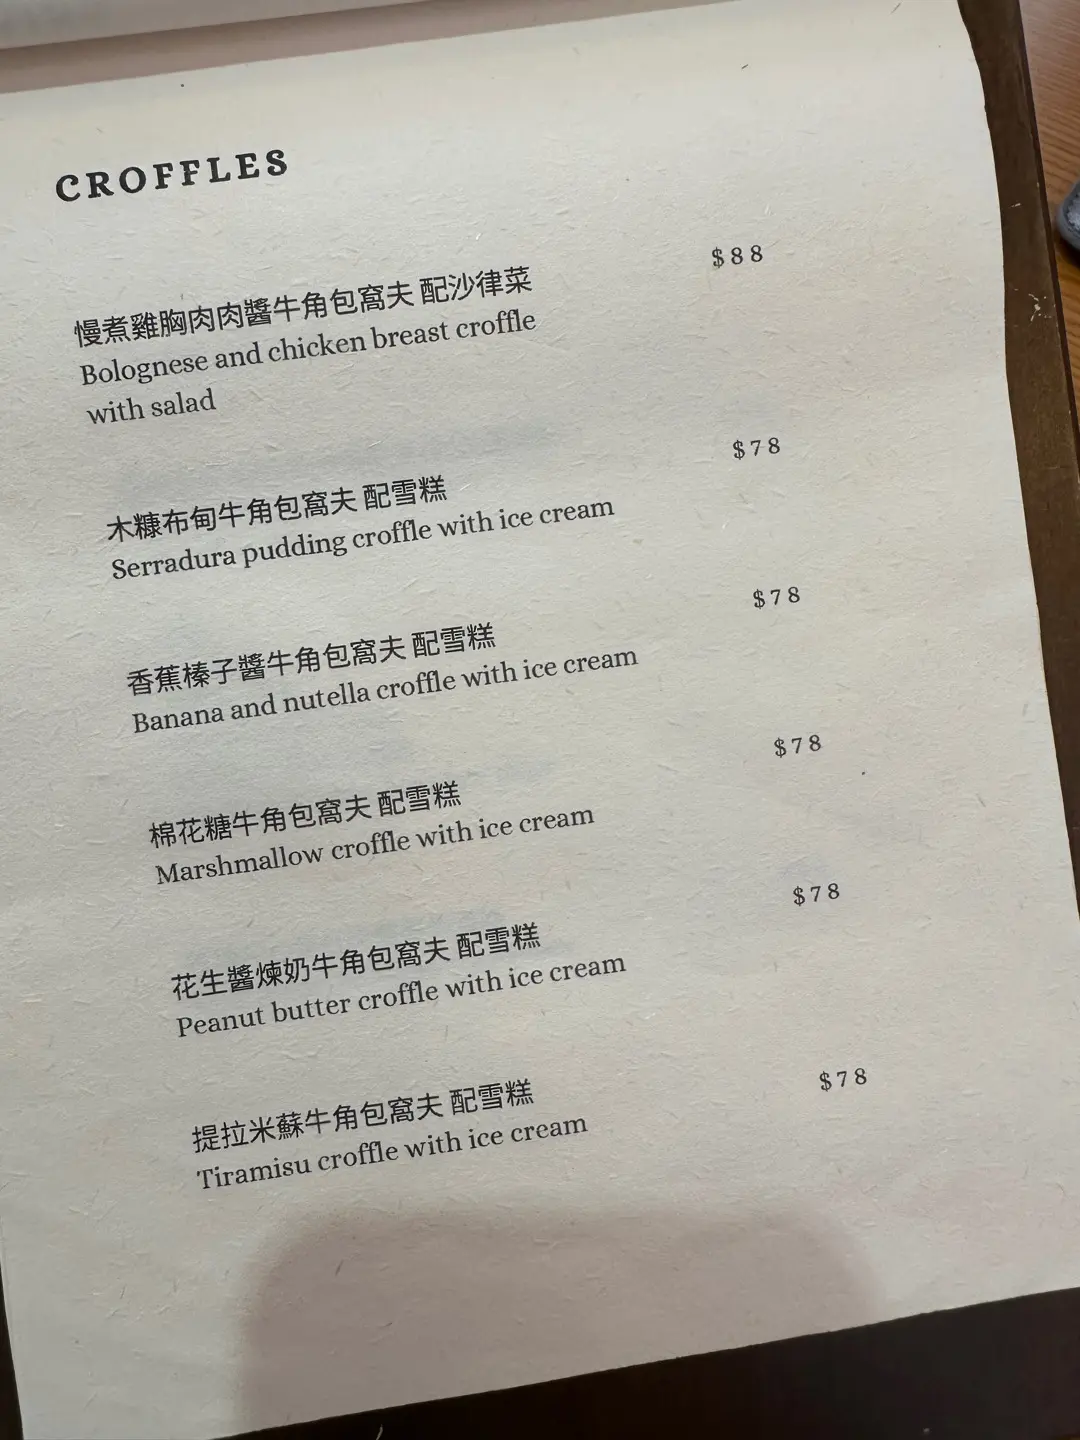 CROFFLES
$88
慢煮雞胸肉肉醬牛角包窩夫 配沙律菜
Bolognese and chicken breast croffle
with salad
$78
木糠布甸牛角包窩夫 配雪糕
Serradura pudding croffle with ice cream
$78
香蕉榛子醬牛角包窩夫 配雪糕
Banana and nutella croffle with ice cream
$78
棉花糖牛角包窩夫 配雪糕
Marshmallow croffle with ice cream
$78
花生醬煉奶牛角包窩夫 配雪糕
Peanut butter croffle with ice cream
$78
提拉米蘇牛角包窩夫 配雪糕
Tiramisu croffle with ice cream